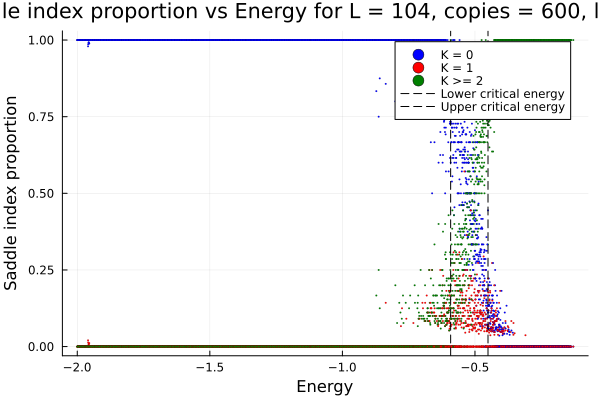 le index proportion vs Energy for L = 104, copies = 600, l
1.00
0.75
0.50
0.25
0.00
Saddle index proportion
K = 0
K = 1
K >= 2
Lower critical energy
Upper critical energy
−2.0
−1.5
−1.0
−0.5
Energy